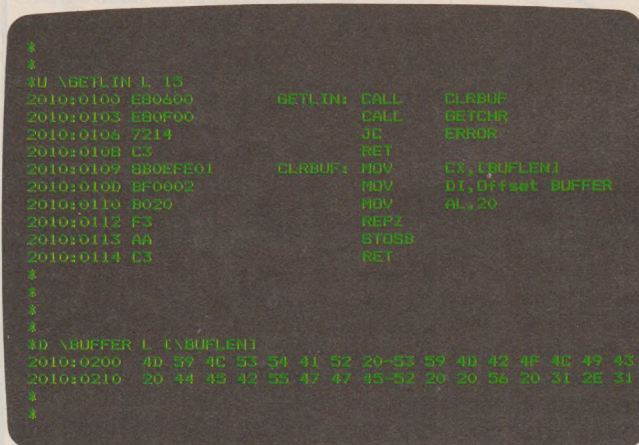 *
*
*U \GETLIN L 15
2010:0100 E80600 GETLIN: CALL CLRBUF
2010:0103 E80F00 CALL GETCHR
2010:0106 7214 JC ERROR
2010:0108 C3 RET
2010:0109 8B0EFE01 CLRBUF: MOV CX,[BUFLEN]
2010:010D BF0002 MOV DI,Offset BUFFER
2010:0110 B020 MOV AL,20
2010:0112 F3 REPZ
2010:0113 AA STOSB
2010:0114 C3 RET
*
*
*
*
*D \BUFFER L [\BUFLEN]
2010:0200 4D 59 4C 53 54 41 52 20-53 59 4D 42 4F 4C 49 43
2010:0210 20 44 45 42 55 47 47 45-52 20 20 56 20 31 2E 31
*
*